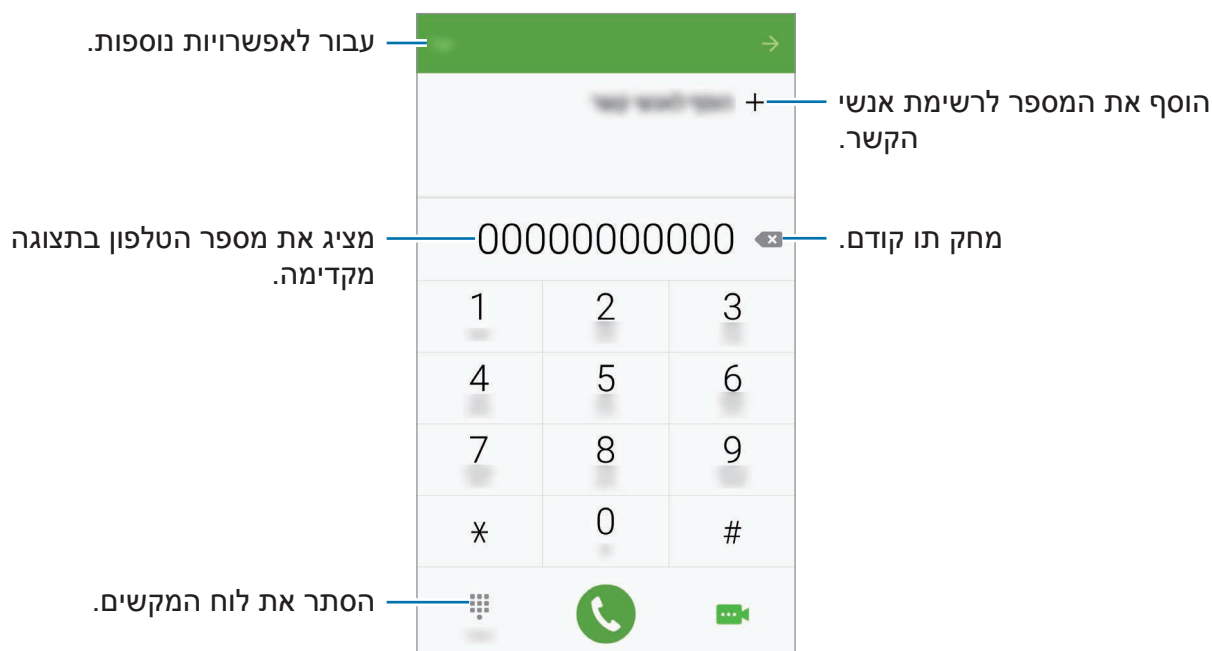 עבור לאפשרויות נוספות.
+
הוסף את המספר לרשימת אנשי
הקשר.
מציג את מספר הטלפון בתצוגה
מקדימה.
00000000000
מחק תו קודם.
1 2 3
4 5 6
7 8 9
* 0 #
הסתר את לוח המקשים.